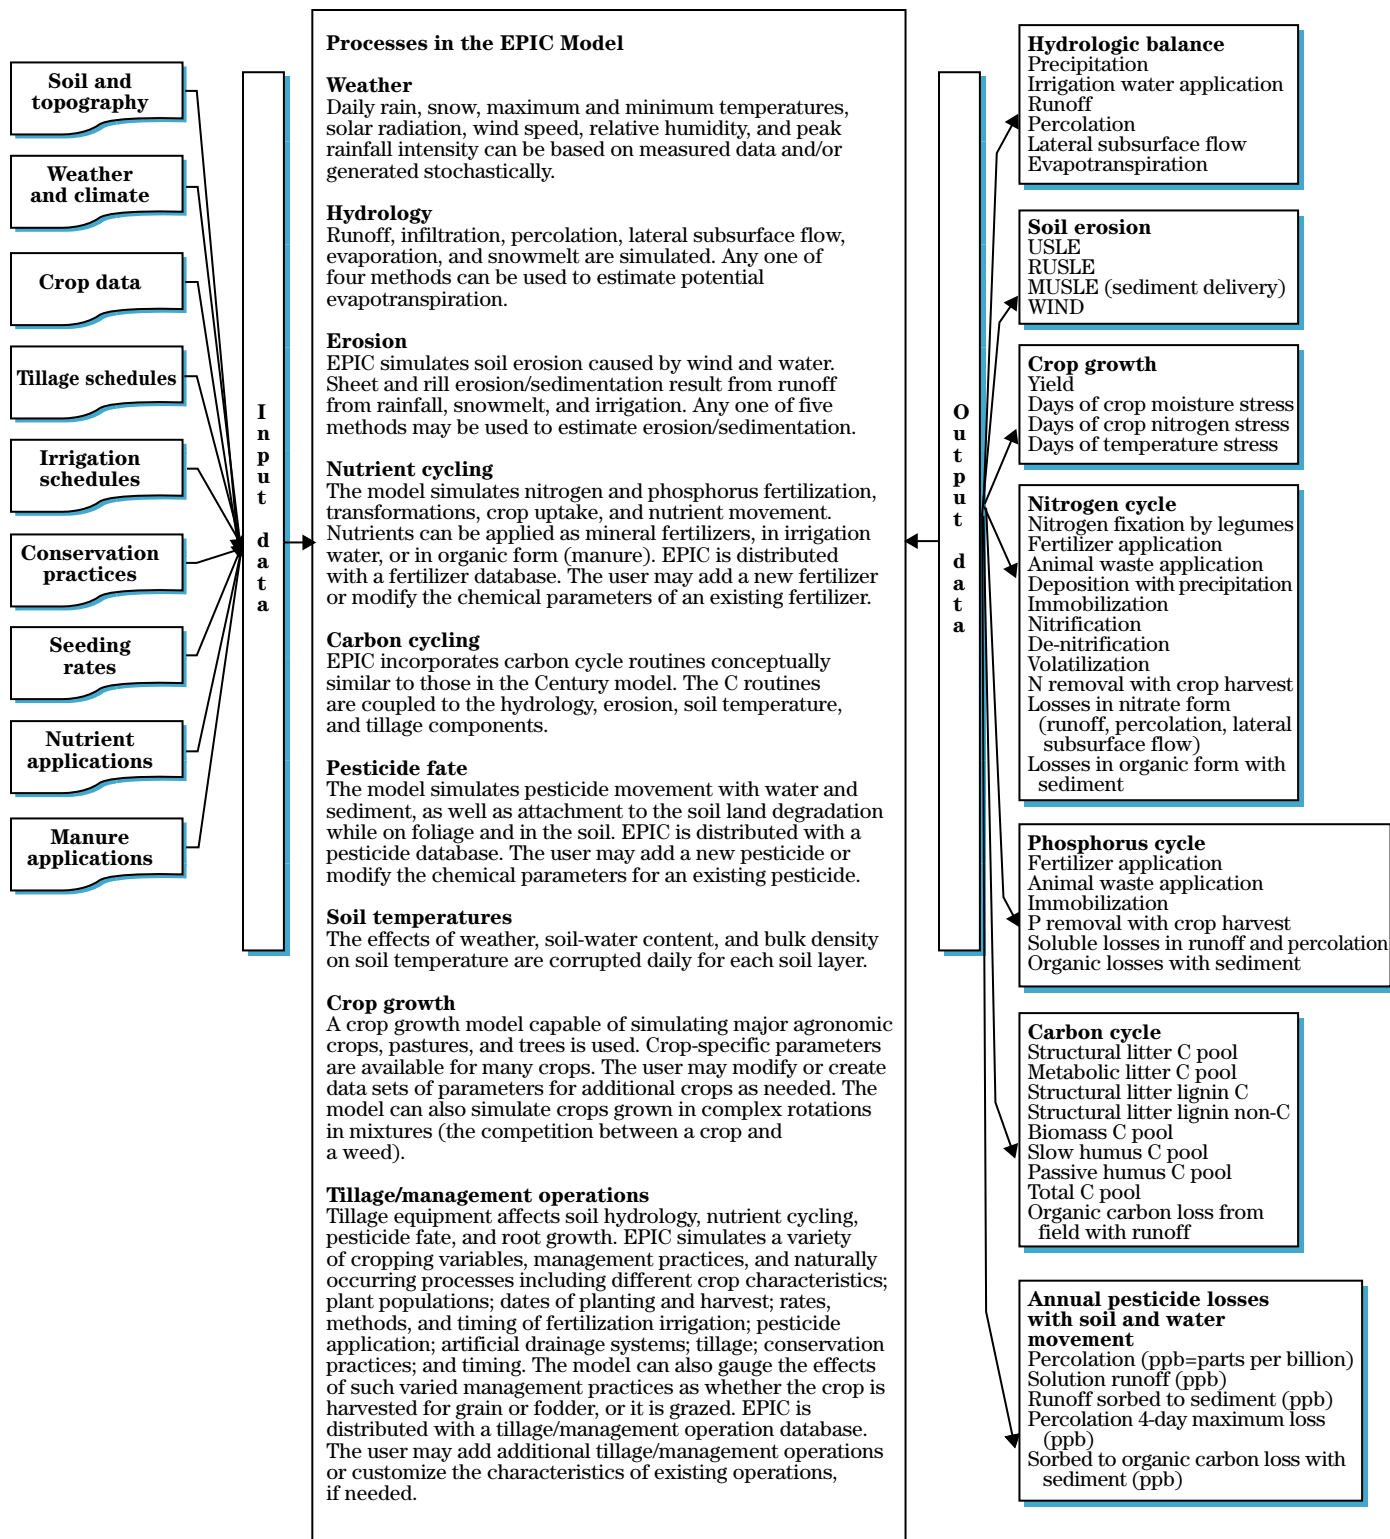 Soil and
topography
Weather
and climate
Crop data
Tillage schedules
Irrigation
schedules
Conservation
practices
Seeding
rates
Nutrient
applications
Manure
applications
Input data
Processes in the EPIC Model
Weather
Daily rain, snow, maximum and minimum temperatures,
solar radiation, wind speed, relative humidity, and peak
rainfall intensity can be based on measured data and/or
generated stochastically.
Hydrology
Runoff, infiltration, percolation, lateral subsurface flow,
evaporation, and snowmelt are simulated. Any one of
four methods can be used to estimate potential
evapotranspiration.
Erosion
EPIC simulates soil erosion caused by wind and water.
Sheet and rill erosion/sedimentation result from runoff
from rainfall, snowmelt, and irrigation. Any one of five
methods may be used to estimate erosion/sedimentation.
Nutrient cycling
The model simulates nitrogen and phosphorus fertilization,
transformations, crop uptake, and nutrient movement.
Nutrients can be applied as mineral fertilizers, in irrigation
water, or in organic form (manure). EPIC is distributed
with a fertilizer database. The user may add a new fertilizer
or modify the chemical parameters of an existing fertilizer.
Carbon cycling
EPIC incorporates carbon cycle routines conceptually
similar to those in the Century model. The C routines
are coupled to the hydrology, erosion, soil temperature,
and tillage components.
Pesticide fate
The model simulates pesticide movement with water and
sediment, as well as attachment to the soil land degradation
while on foliage and in the soil. EPIC is distributed with a
pesticide database. The user may add a new pesticide or
modify the chemical parameters for an existing pesticide.
Soil temperatures
The effects of weather, soil-water content, and bulk density
on soil temperature are corrupted daily for each soil layer.
Crop growth
A crop growth model capable of simulating major agronomic
crops, pastures, and trees is used. Crop-specific parameters
are available for many crops. The user may modify or create
data sets of parameters for additional crops as needed. The
model can also simulate crops grown in complex rotations
in mixtures (the competition between a crop and
a weed).
Tillage/management operations
Tillage equipment affects soil hydrology, nutrient cycling,
pesticide fate, and root growth. EPIC simulates a variety
of cropping variables, management practices, and naturally
occurring processes including different crop characteristics;
plant populations; dates of planting and harvest; rates,
methods, and timing of fertilization irrigation; pesticide
application; artificial drainage systems; tillage; conservation
practices; and timing. The model can also gauge the effects
of such varied management practices as whether the crop is
harvested for grain or fodder, or it is grazed. EPIC is
distributed with a tillage/management operation database.
The user may add additional tillage/management operations
or customize the characteristics of existing operations,
if needed.
Output data
Hydrologic balance
Precipitation
Irrigation water application
Runoff
Percolation
Lateral subsurface flow
Evapotranspiration
Soil erosion
USLE
RUSLE
MUSLE (sediment delivery)
WIND
Crop growth
Yield
Days of crop moisture stress
Days of crop nitrogen stress
Days of temperature stress
Nitrogen cycle
Nitrogen fixation by legumes
Fertilizer application
Animal waste application
Deposition with precipitation
Immobilization
Nitrification
De-nitrification
Volatilization
N removal with crop harvest
Losses in nitrate form
(runoff, percolation, lateral
subsurface flow)
Losses in organic form with
sediment
Phosphorus cycle
Fertilizer application
Animal waste application
Immobilization
P removal with crop harvest
Soluble losses in runoff and percolation
Organic losses with sediment
Carbon cycle
Structural litter C pool
Metabolic litter C pool
Structural litter lignin C
Structural litter lignin non-C
Biomass C pool
Slow humus C pool
Passive humus C pool
Total C pool
Organic carbon loss from
field with runoff
Annual pesticide losses
with soil and water
movement
Percolation (ppb=parts per billion)
Solution runoff (ppb)
Runoff sorbed to sediment (ppb)
Percolation 4-day maximum loss
(ppb)
Sorbed to organic carbon loss with
sediment (ppb)